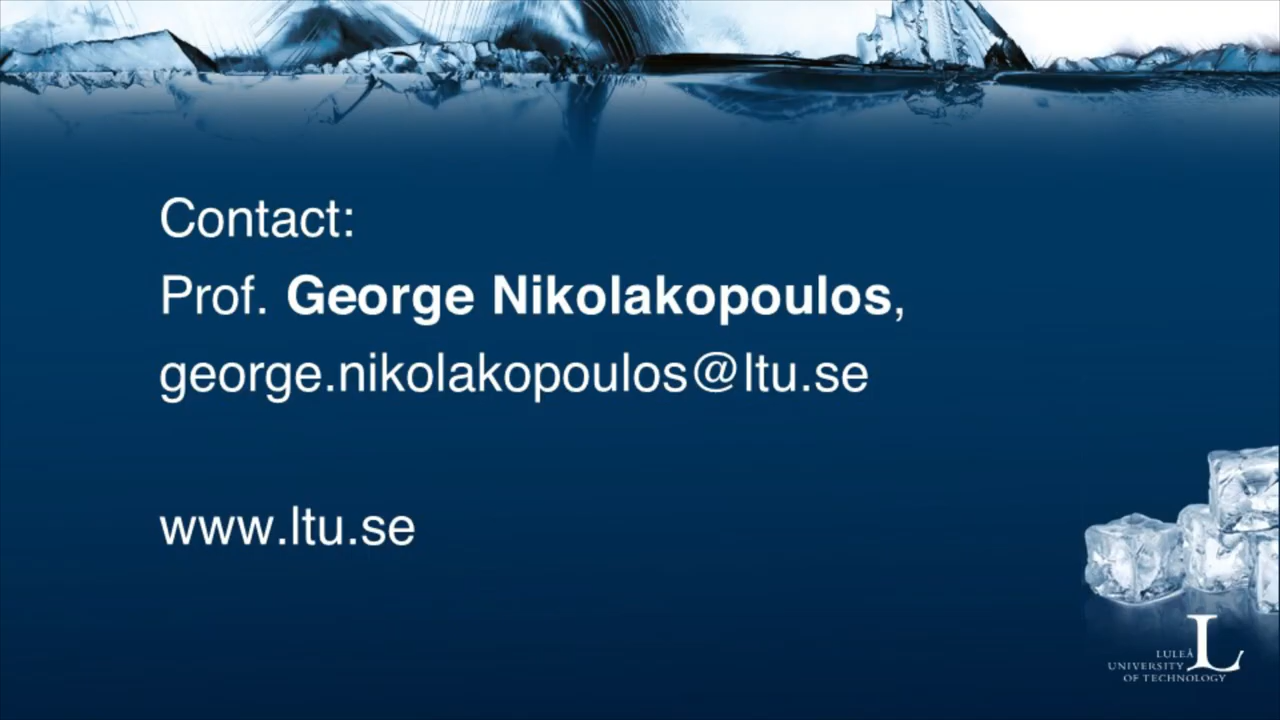 Contact:
Prof. George Nikolakopoulos,
george.nikolakopoulos@ltu.se
www.ltu.se
L
LULEÅ
UNIVERSITY
OF TECHNOLOGY